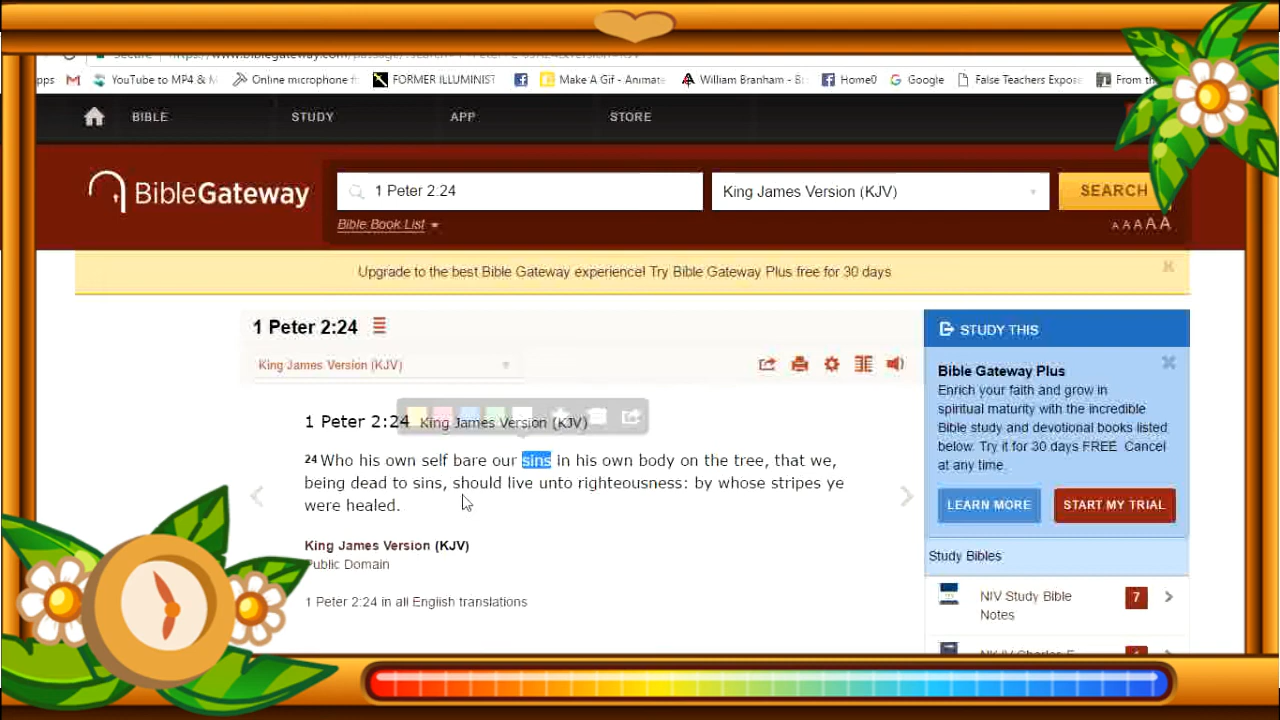 YouTube to MP4 & M Online microphone f FORMER ILLUMINIST Make A Gif - Animate William Branham - B Home0 Google False Teachers Expose From th
BIBLE STUDY APP STORE
BibleGateway
1 Peter 2:24 King James Version (KJV) SEARCH
Bible Book List A A A A A
Upgrade to the best Bible Gateway experience! Try Bible Gateway Plus free for 30 days
1 Peter 2:24
King James Version (KJV)
1 Peter 2:24 King James Version (KJV)
24 Who his own self bare our sins in his own body on the tree, that we,
being dead to sins, should live unto righteousness: by whose stripes ye
were healed.
King James Version (KJV)
Public Domain
1 Peter 2:24 in all English translations
STUDY THIS
Bible Gateway Plus
Enrich your faith and grow in
spiritual maturity with the incredible
Bible study and devotional books listed
below. Try it for 30 days FREE. Cancel
at any time.
LEARN MORE START MY TRIAL
Study Bibles
NIV Study Bible 7
Notes